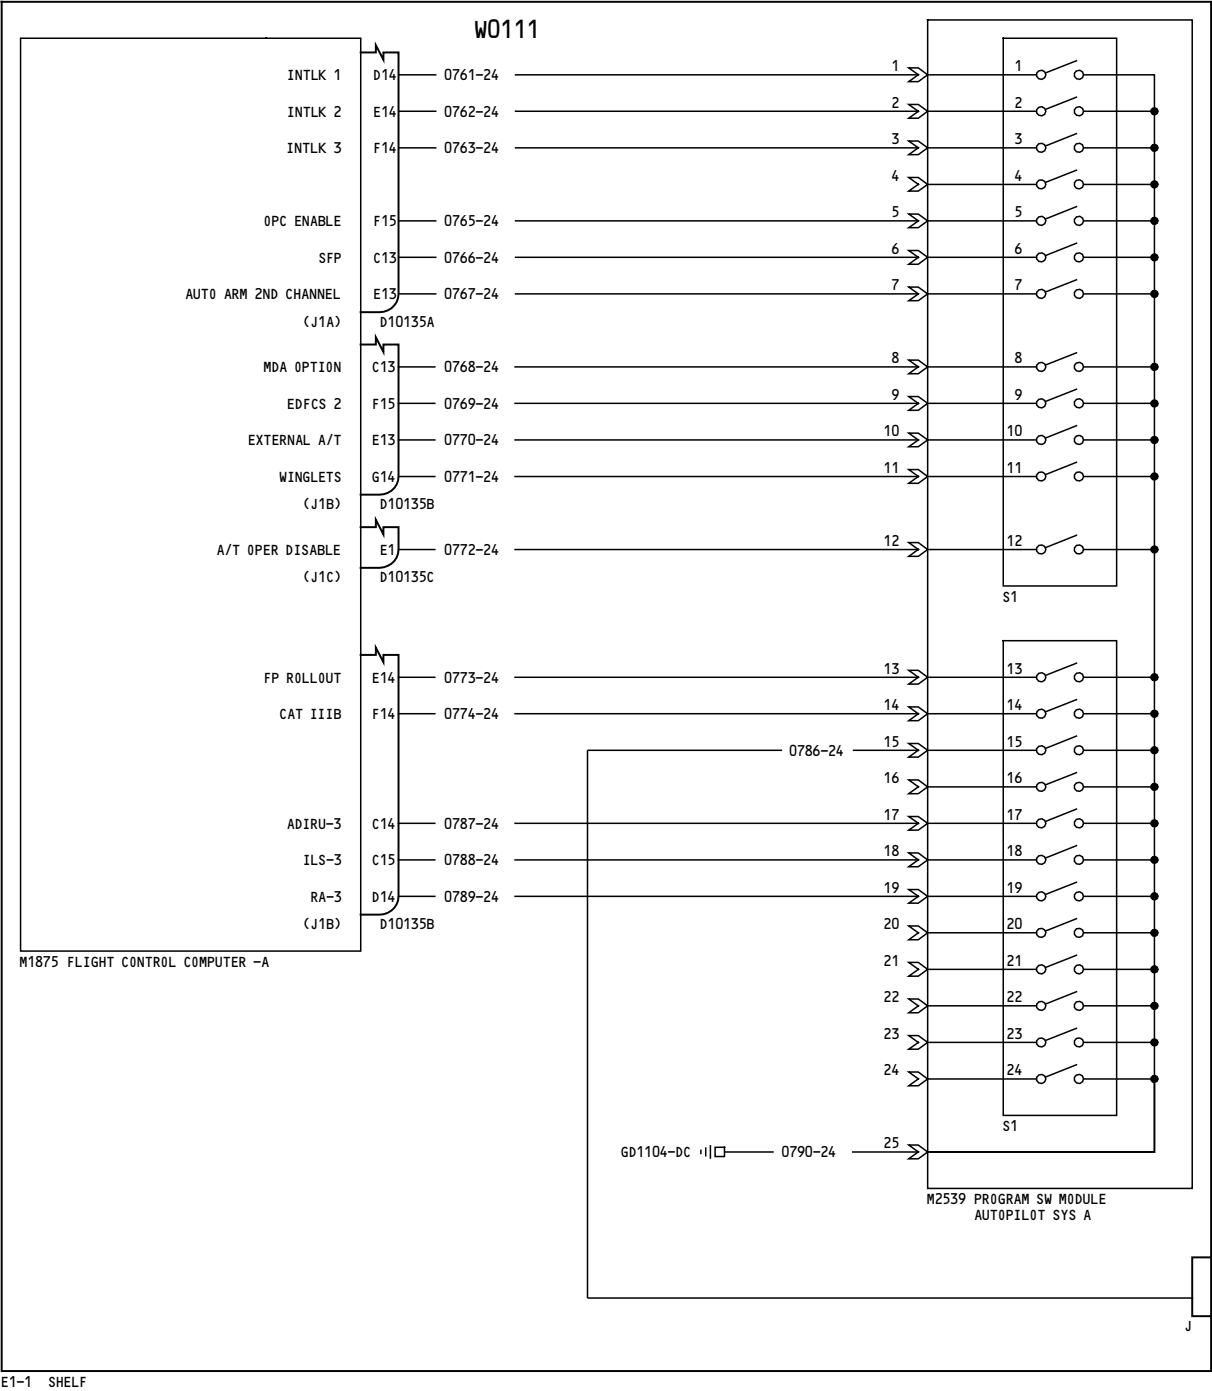 W0111
INTLK 1 D14 0761-24 1 1
INTLK 2 E14 0762-24 2 2
INTLK 3 F14 0763-24 3 3
4 4
OPC ENABLE F15 0765-24 5 5
SFP C13 0766-24 6 6
AUTO ARM 2ND CHANNEL E13 0767-24 7 7
(J1A) D10135A
MDA OPTION C13 0768-24 8 8
EDFCS 2 F15 0769-24 9 9
EXTERNAL A/T E13 0770-24 10 10
WINGLETS G14 0771-24 11 11
(J1B) D10135B
A/T OPER DISABLE E1 0772-24 12 12
(J1C) D10135C
S1
FP ROLLOUT E14 0773-24 13 13
CAT IIIB F14 0774-24 14 14
0786-24 15 15
16 16
ADIRU-3 C14 0787-24 17 17
ILS-3 C15 0788-24 18 18
RA-3 D14 0789-24 19 19
(J1B) D10135B 20 20
M1875 FLIGHT CONTROL COMPUTER -A 21 21
22 22
23 23
24 24
S1
GD1104-DC 0790-24 25
M2539 PROGRAM SW MODULE
AUTOPILOT SYS A
J
E1-1 SHELF